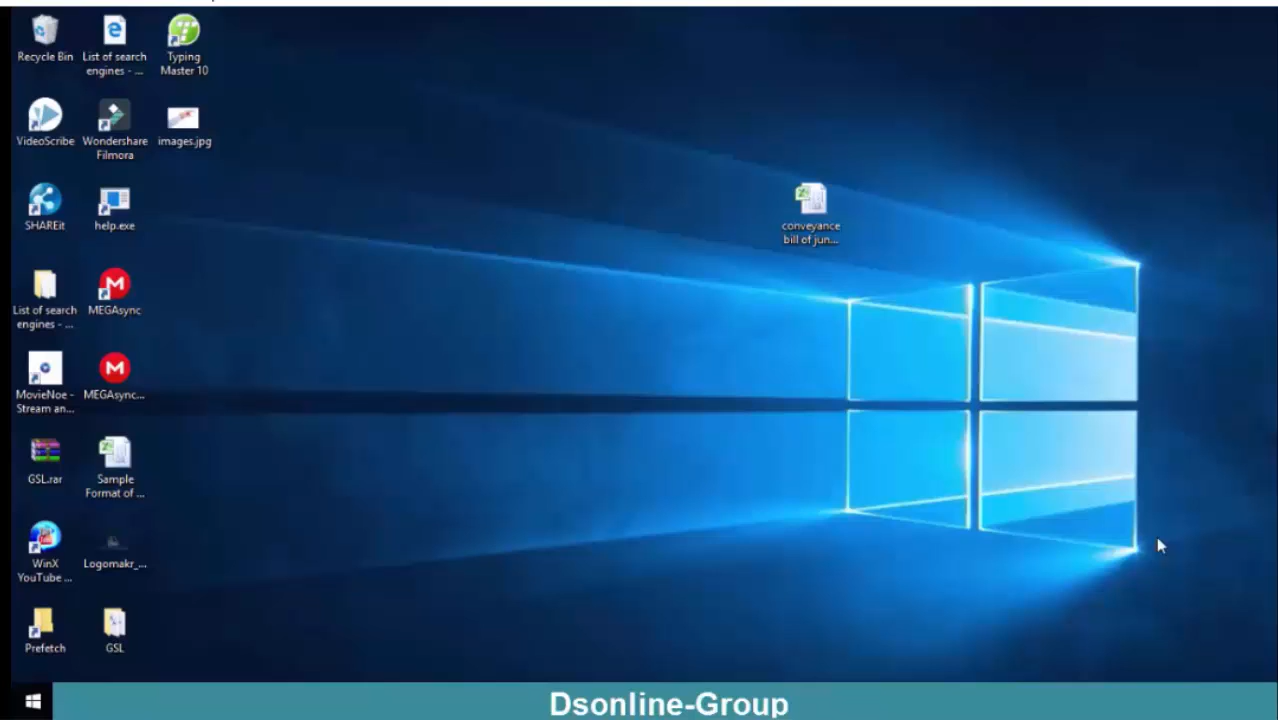 Recycle Bin
List of search
engines - ...
Typing
Master 10
VideoScribe
Wondershare
Filmora
images.jpg
SHAREit
help.exe
conveyance
bill of jun...
List of search
engines - ...
MEGAsync
MovieNoe -
Stream an...
MEGAsync...
GSL.rar
Sample
Format of ...
WinX
YouTube ...
Logomakr_...
Prefetch
GSL
Dsonline-Group